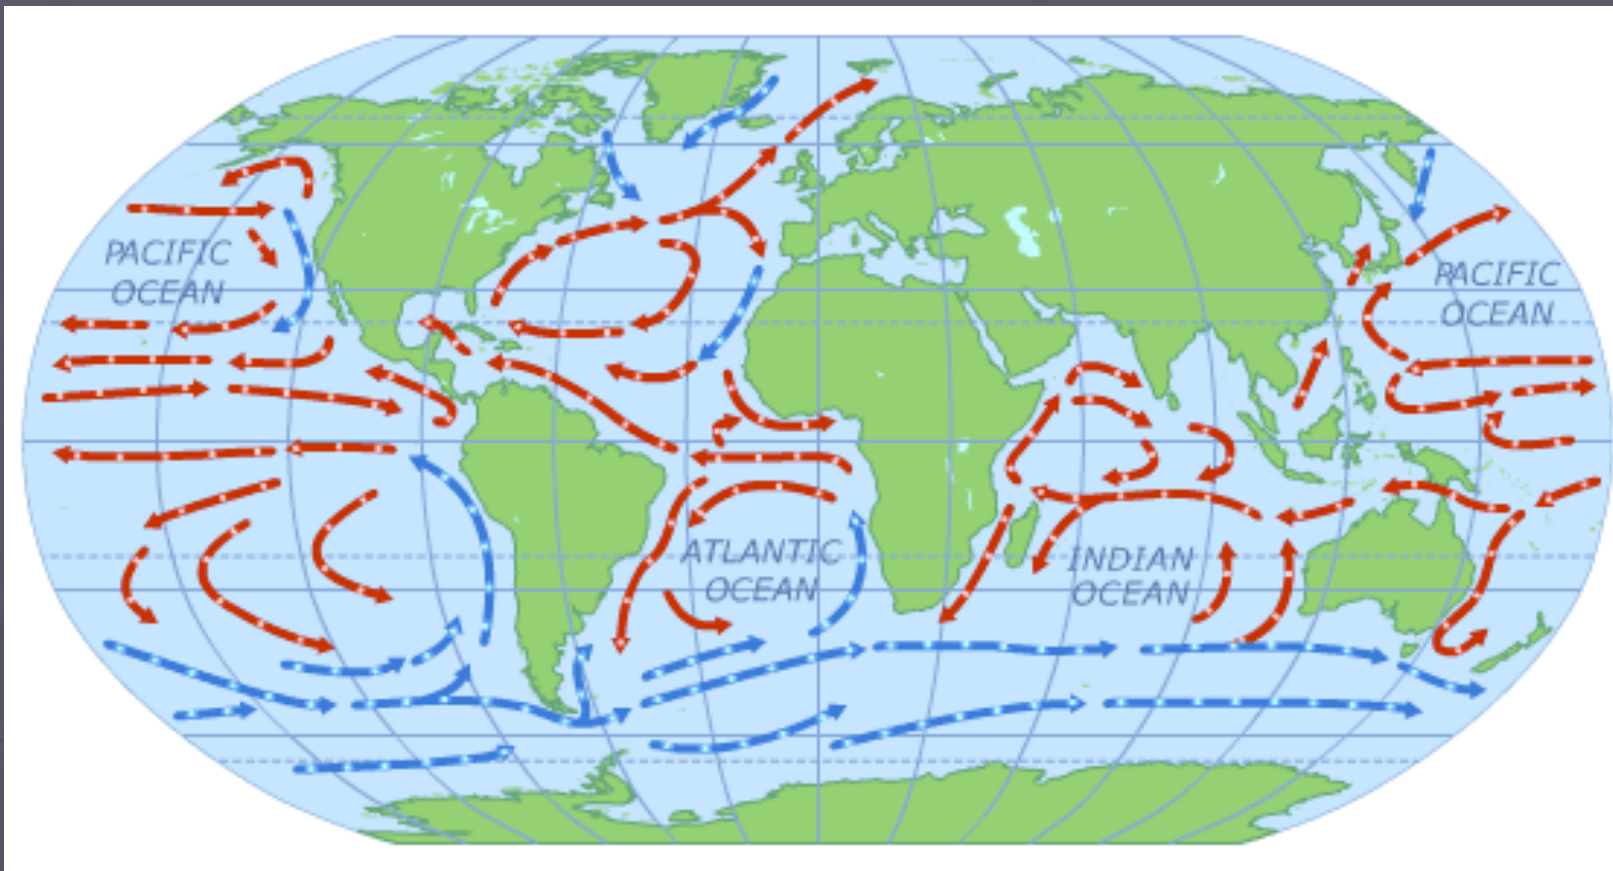 PACIFIC
OCEAN
PACIFIC
OCEAN
ATLANTIC
OCEAN
INDIAN
OCEAN